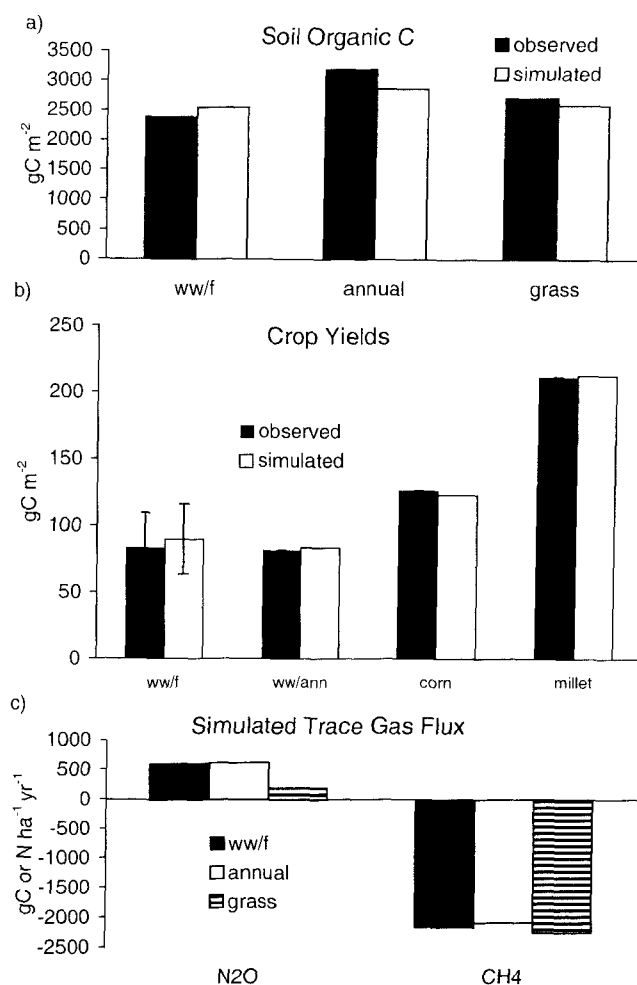 a)
Soil Organic C
3500
3000
2500
2000
1500
1000
500
0
gC m⁻²
observed
simulated
ww/f annual grass
b)
Crop Yields
250
200
150
100
50
0
gC m⁻²
observed
simulated
ww/f ww/ann corn millet
c)
Simulated Trace Gas Flux
1000
500
0
-500
-1000
-1500
-2000
-2500
gC or N ha⁻¹ yr⁻¹
ww/f
annual
grass
N2O CH4